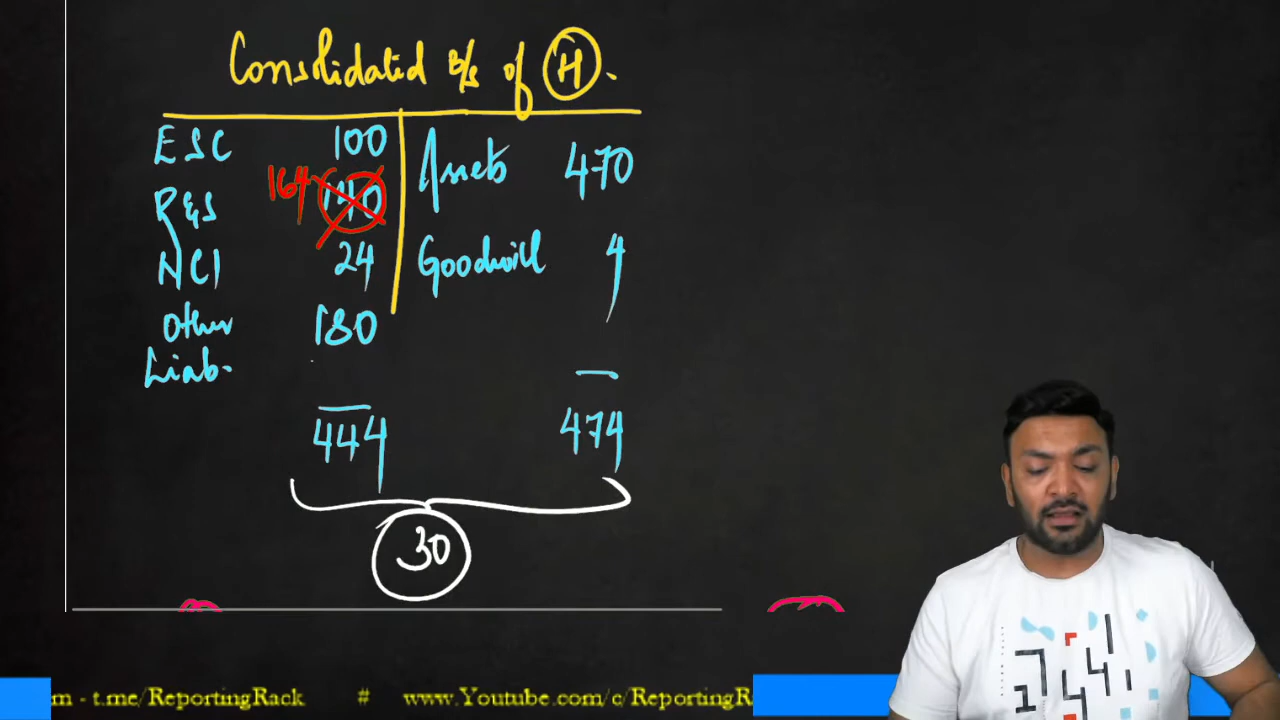 Consolidated B/S of H.
ESC 100 Assets 470
R&S 164 140
NCI 24 Goodwill 4
Other 180
Liab.
444 474
30
m - t.me/ReportingRack # www.Youtube.com/c/ReportingR